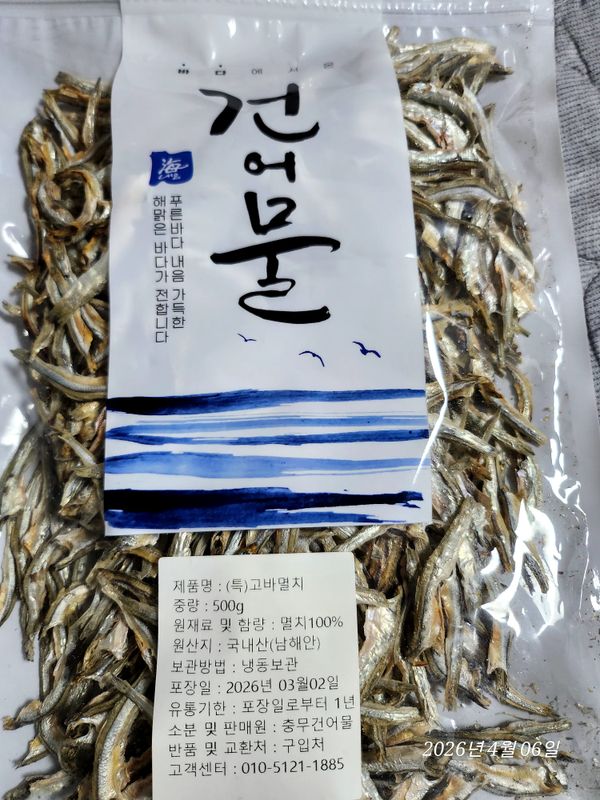 건어물
海
푸른바다 내음 가득한
해맑은 바다가 전합니다
제품명 : (특)고바멸치
중량 : 500g
원재료 및 함량 : 멸치100%
원산지 : 국내산(남해안)
보관방법 : 냉동보관
포장일 : 2026년 03월02일
유통기한 : 포장일로부터 1년
소분 및 판매원 : 충무건어물
반품 및 교환처 : 구입처
고객센터 : 010-5121-1885
2026년 4월 06일